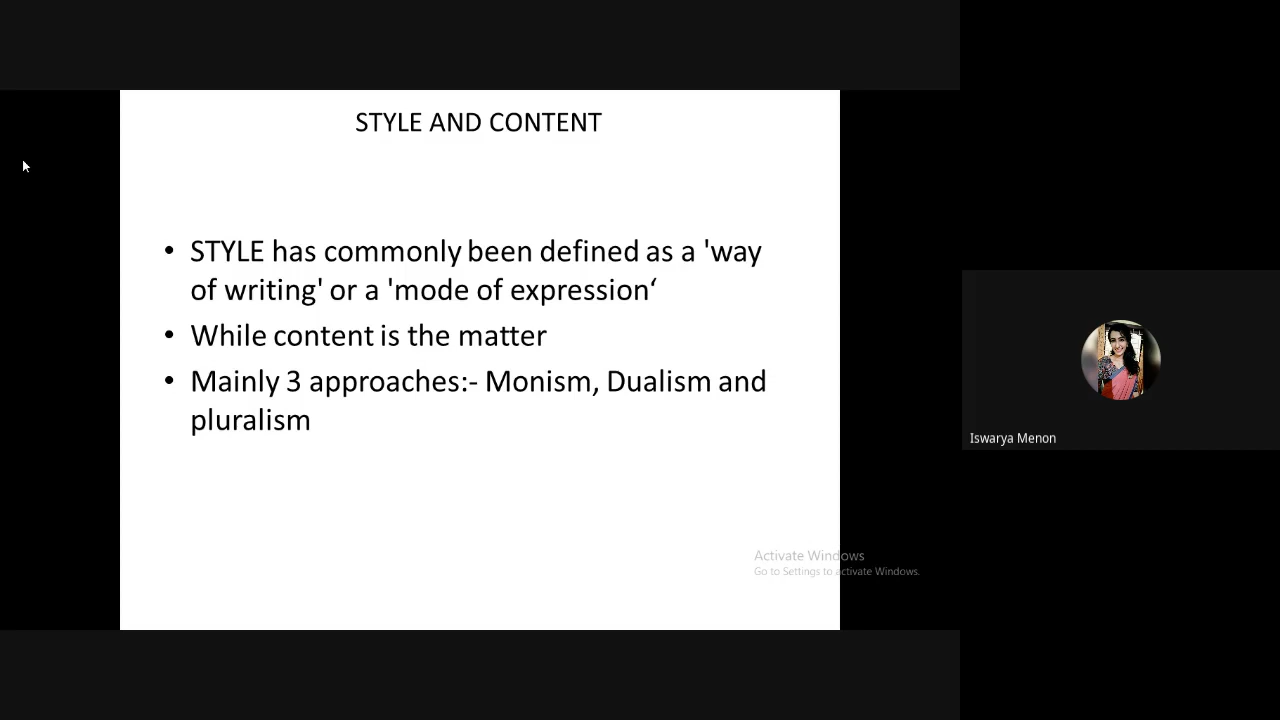 STYLE AND CONTENT
• STYLE has commonly been defined as a 'way
of writing' or a 'mode of expression‘
• While content is the matter
• Mainly 3 approaches:- Monism, Dualism and
pluralism
Activate Windows
Go to Settings to activate Windows.
Iswarya Menon